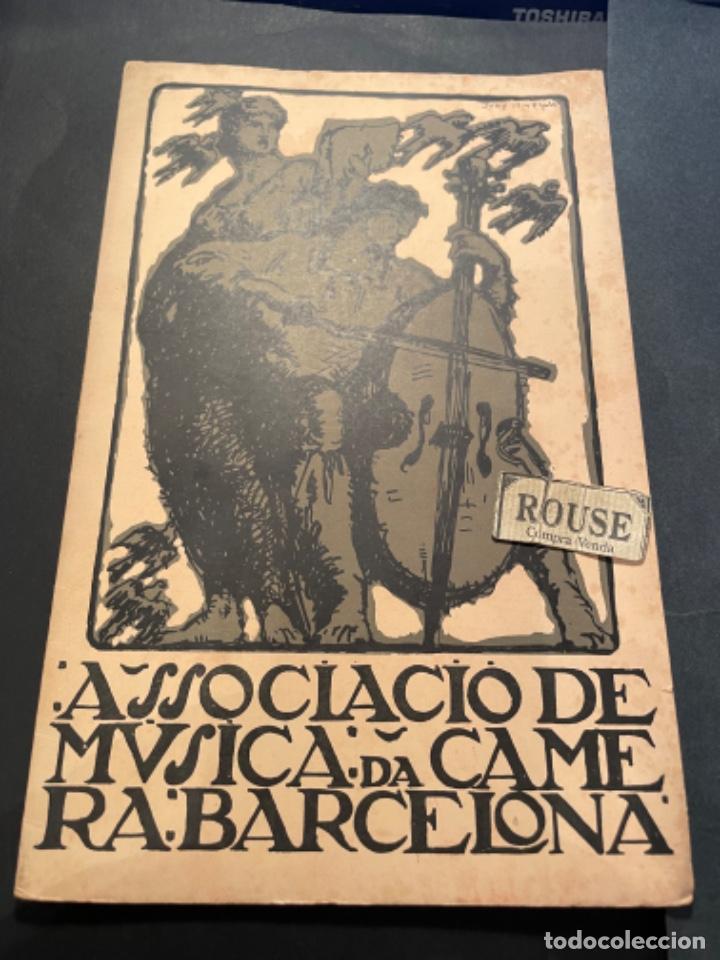 TOSHIBA
ROUSE
Compra-Venda
ASSOCIACIÓ DE
MVSICA DA CAME
RA BARCELONA
todocoleccion